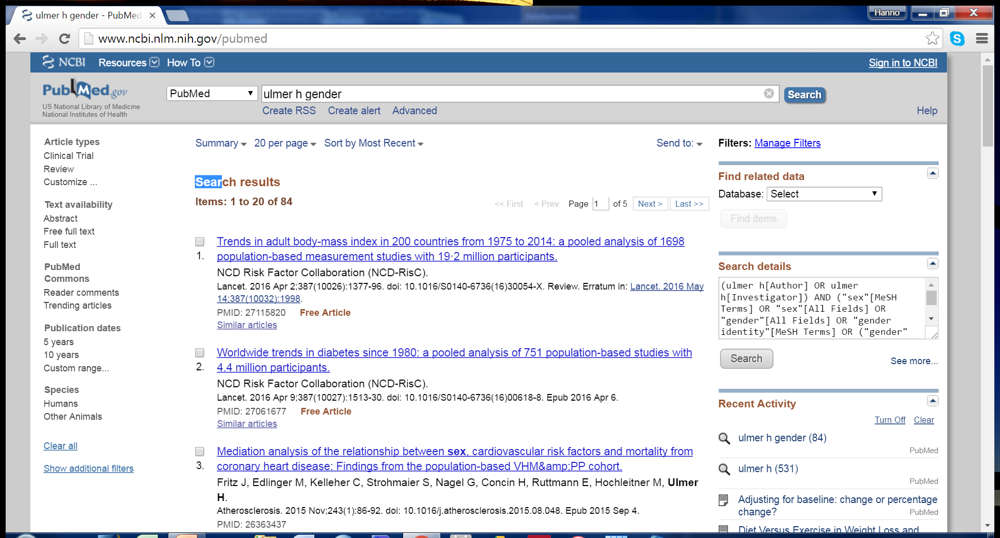 ulmer h gender - PubMed
Hanno
www.ncbi.nlm.nih.gov/pubmed
NCBI Resources How To Sign in to NCBI
PubMed.gov
US National Library of Medicine
National Institutes of Health
PubMed ulmer h gender Search
Create RSS Create alert Advanced Help
Article types
Clinical Trial
Review
Customize ...
Text availability
Abstract
Free full text
Full text
PubMed
Commons
Reader comments
Trending articles
Publication dates
5 years
10 years
Custom range...
Species
Humans
Other Animals
Clear all
Show additional filters
Summary 20 per page Sort by Most Recent Send to:
Search results
Items: 1 to 20 of 84
<< First < Prev Page 1 of 5 Next > Last >>
1. Trends in adult body-mass index in 200 countries from 1975 to 2014: a pooled analysis of 1698
population-based measurement studies with 19·2 million participants.
NCD Risk Factor Collaboration (NCD-RisC).
Lancet. 2016 Apr 2;387(10026):1377-96. doi: 10.1016/S0140-6736(16)30054-X. Review. Erratum in: Lancet. 2016 May
14;387(10032):1998.
PMID: 27115820 Free Article
Similar articles
2. Worldwide trends in diabetes since 1980: a pooled analysis of 751 population-based studies with
4.4 million participants.
NCD Risk Factor Collaboration (NCD-RisC).
Lancet. 2016 Apr 9;387(10027):1513-30. doi: 10.1016/S0140-6736(16)00618-8. Epub 2016 Apr 6.
PMID: 27061677 Free Article
Similar articles
3. Mediation analysis of the relationship between sex, cardiovascular risk factors and mortality from
coronary heart disease: Findings from the population-based VHM&amp;PP cohort.
Fritz J, Edlinger M, Kelleher C, Strohmaier S, Nagel G, Concin H, Ruttmann E, Hochleitner M, Ulmer
H.
Atherosclerosis. 2015 Nov;243(1):86-92. doi: 10.1016/j.atherosclerosis.2015.08.048. Epub 2015 Sep 4.
PMID: 26363437
Filters: Manage Filters
Find related data
Database: Select
Find items
Search details
(ulmer h[Author] OR ulmer
h[Investigator]) AND ("sex"[MeSH
Terms] OR "sex"[All Fields] OR
"gender"[All Fields] OR "gender
identity"[MeSH Terms] OR ("gender"
Search See more...
Recent Activity
Turn Off Clear
ulmer h gender (84)
PubMed
ulmer h (531)
PubMed
Adjusting for baseline: change or percentage
change? PubMed
Diet Versus Exercise in Weight Loss and